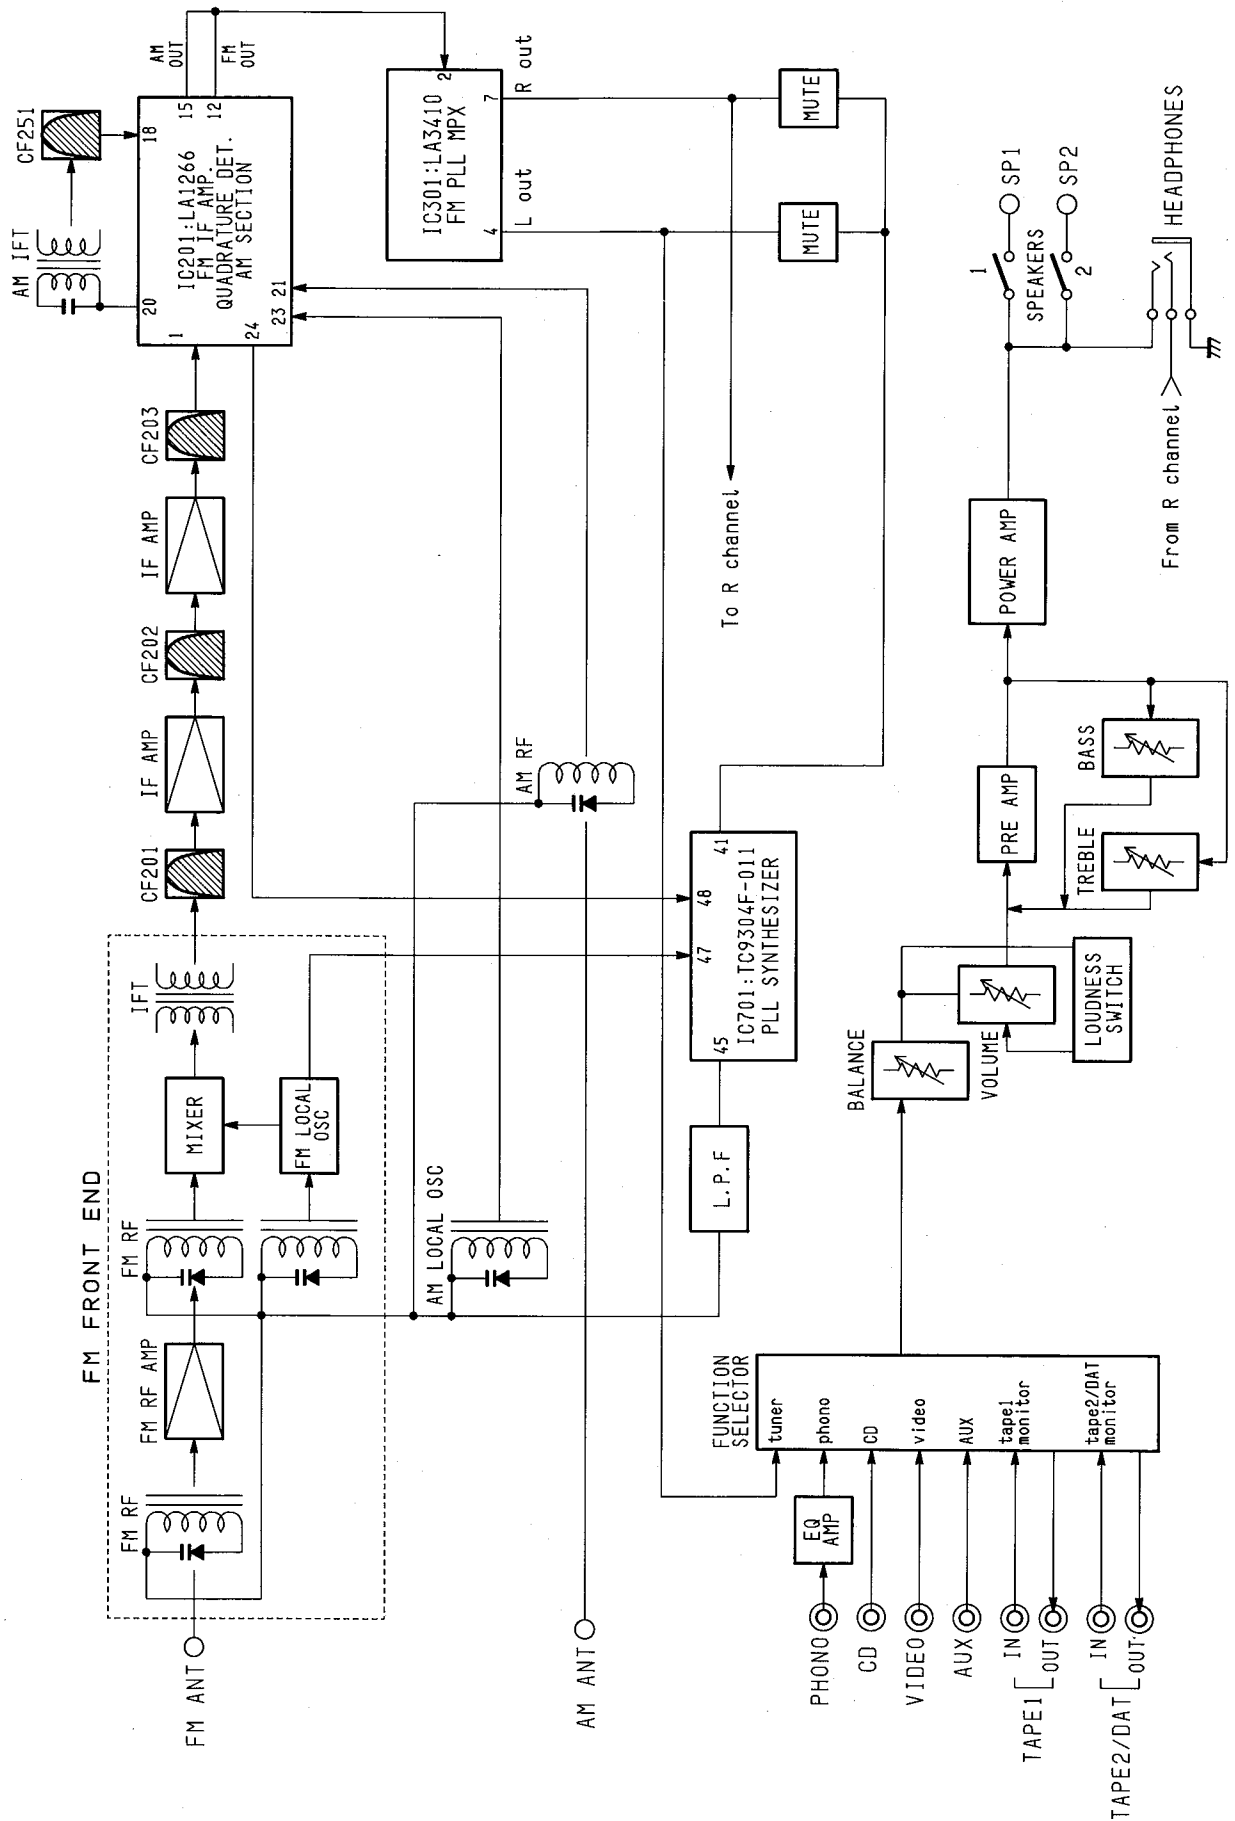 FM FRONT END
FM ANT
FM RF
FM RF AMP
FM RF
MIXER
FM LOCAL
OSC
IFT
CF201
IF AMP
CF202
IF AMP
CF203
AM IFT
CF251
20
18
1
IC201:LA1266
FM IF AMP.
QUADRATURE DET.
AM SECTION
15
12
24
23
21
AM
OUT
FM
OUT
IC301:LA3410
FM PLL MPX
2
4
7
L out
R out
MUTE
MUTE
To R channel
AM ANT
AM LOCAL OSC
AM RF
L.P.F
45
47
48
41
IC701:TC9304F-011
PLL SYNTHESIZER
FUNCTION
SELECTOR
tuner
phono
CD
video
AUX
tape1
monitor
tape2/DAT
monitor
PHONO
EQ
AMP
CD
VIDEO
AUX
TAPE1
IN
OUT
TAPE2/DAT
IN
OUT
BALANCE
VOLUME
LOUDNESS
SWITCH
PRE AMP
TREBLE
BASS
POWER AMP
SPEAKERS
1
2
SP1
SP2
HEADPHONES
From R channel